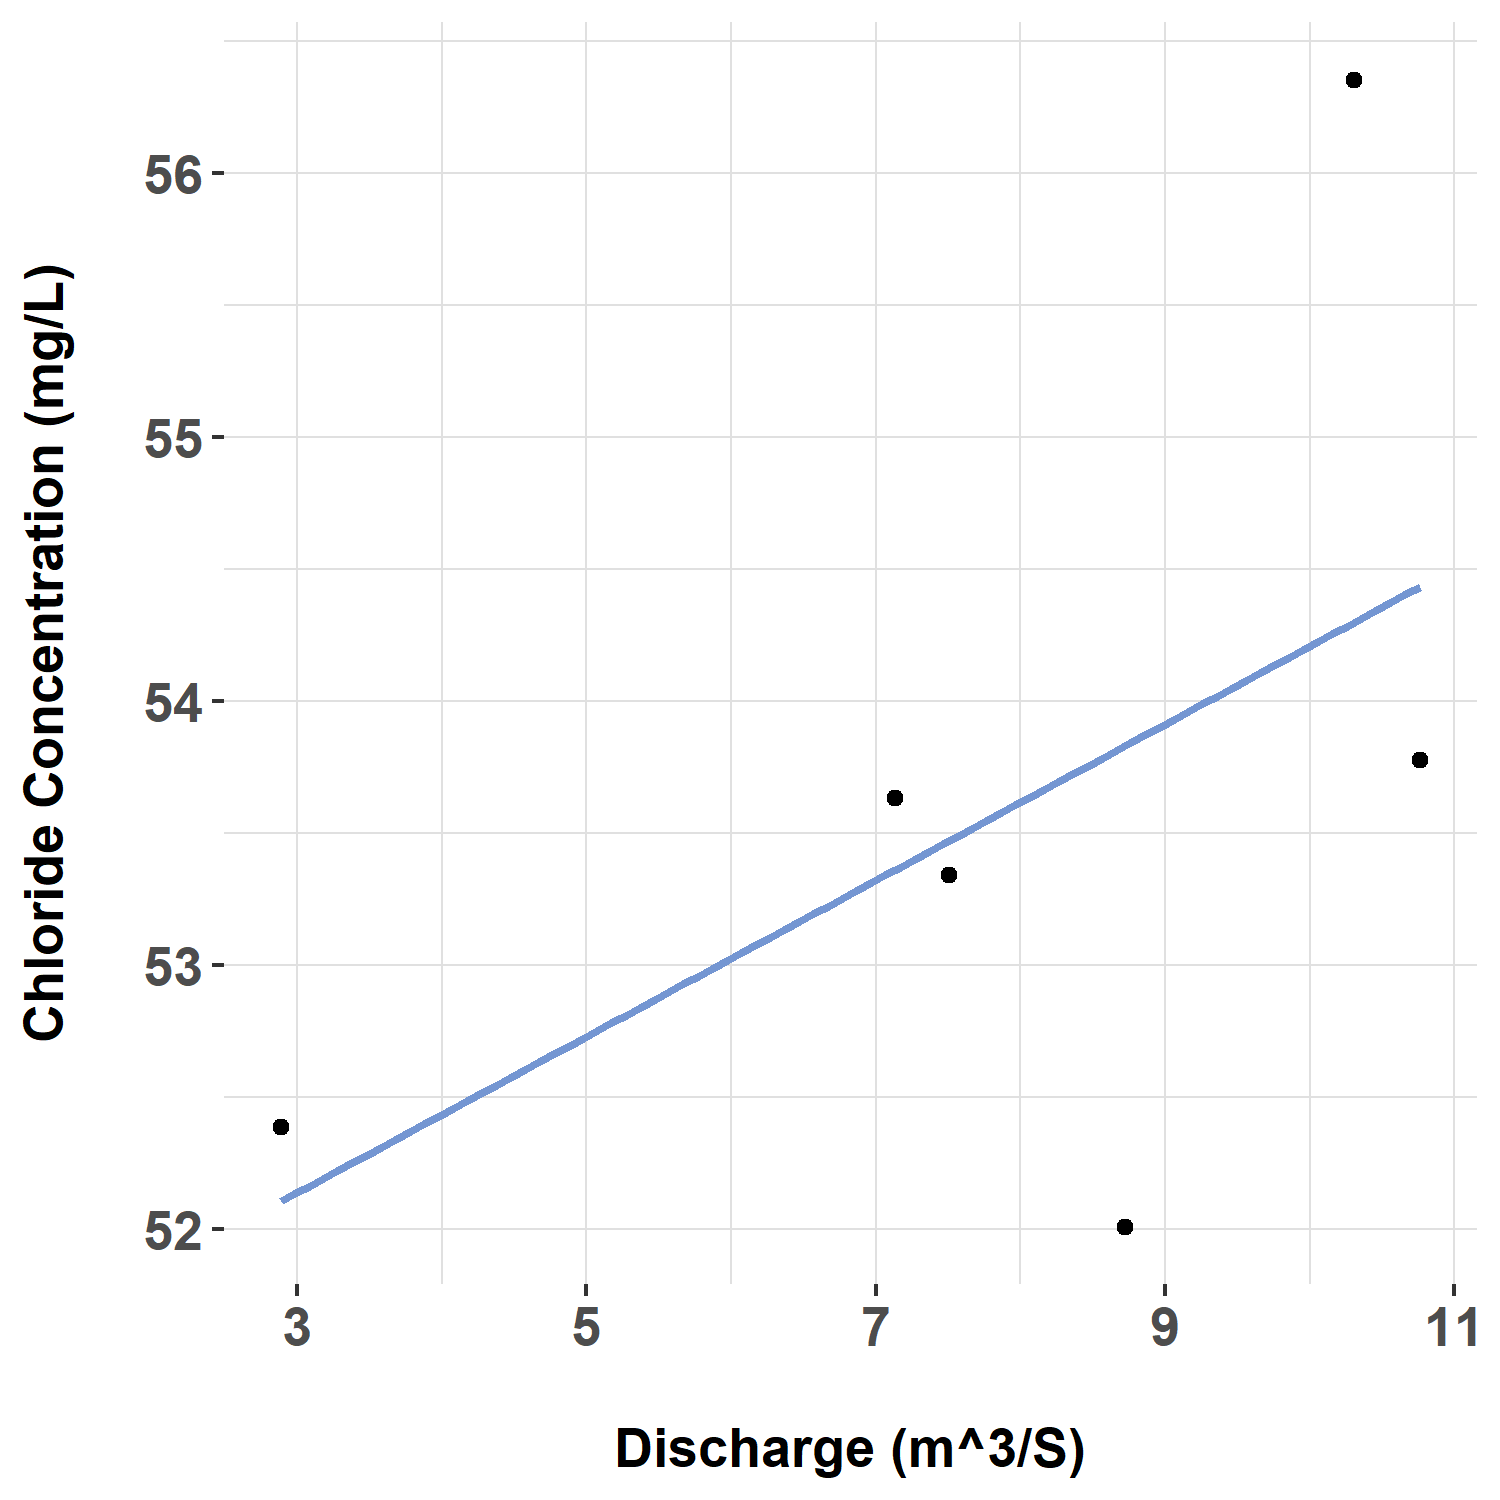 Chloride Concentration (mg/L)
56
55
54
53
52
3 5 7 9 11
Discharge (m^3/S)